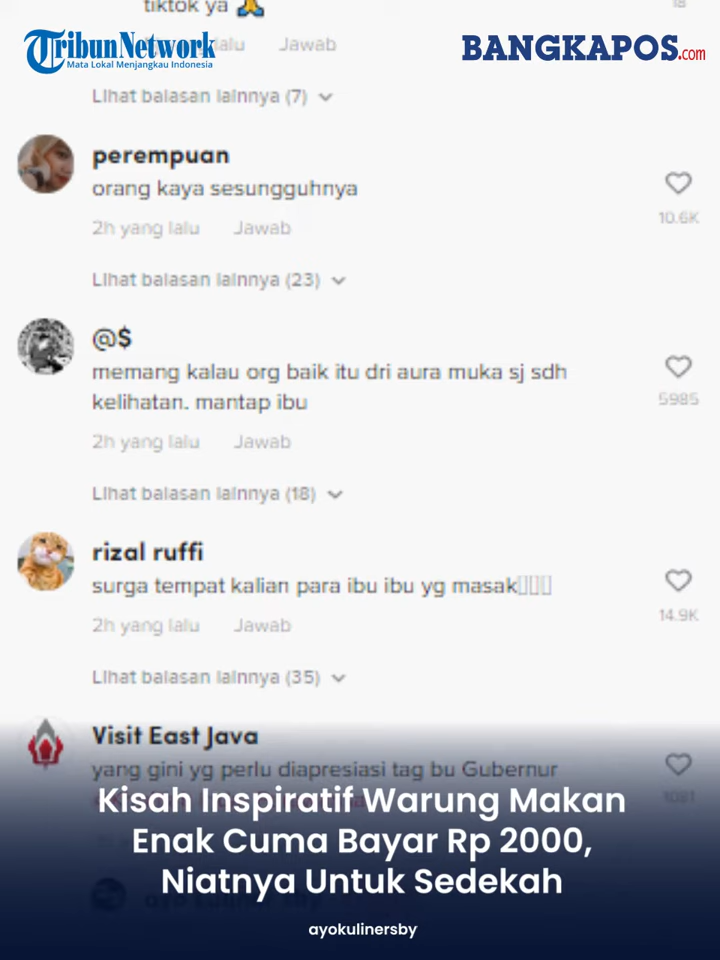 tiktok ya 🙏
18
Tribun Network
Mata Lokal Menjangkau Indonesia
BANGKAPOS.com
lalu Jawab
Lihat balasan lainnya (7)
perempuan
orang kaya sesungguhnya
10.6K
2h yang lalu Jawab
Lihat balasan lainnya (23)
@$
memang kalau org baik itu dri aura muka sj sdh
kelihatan. mantap ibu
5985
2h yang lalu Jawab
Lihat balasan lainnya (18)
rizal ruffi
surga tempat kalian para ibu ibu yg masak▯▯▯
14.9K
2h yang lalu Jawab
Lihat balasan lainnya (35)
Visit East Java
yang gini yg perlu diapresiasi tag bu Gubernur
Kisah Inspiratif Warung Makan
Enak Cuma Bayar Rp 2000,
Niatnya Untuk Sedekah
ayokulinersby